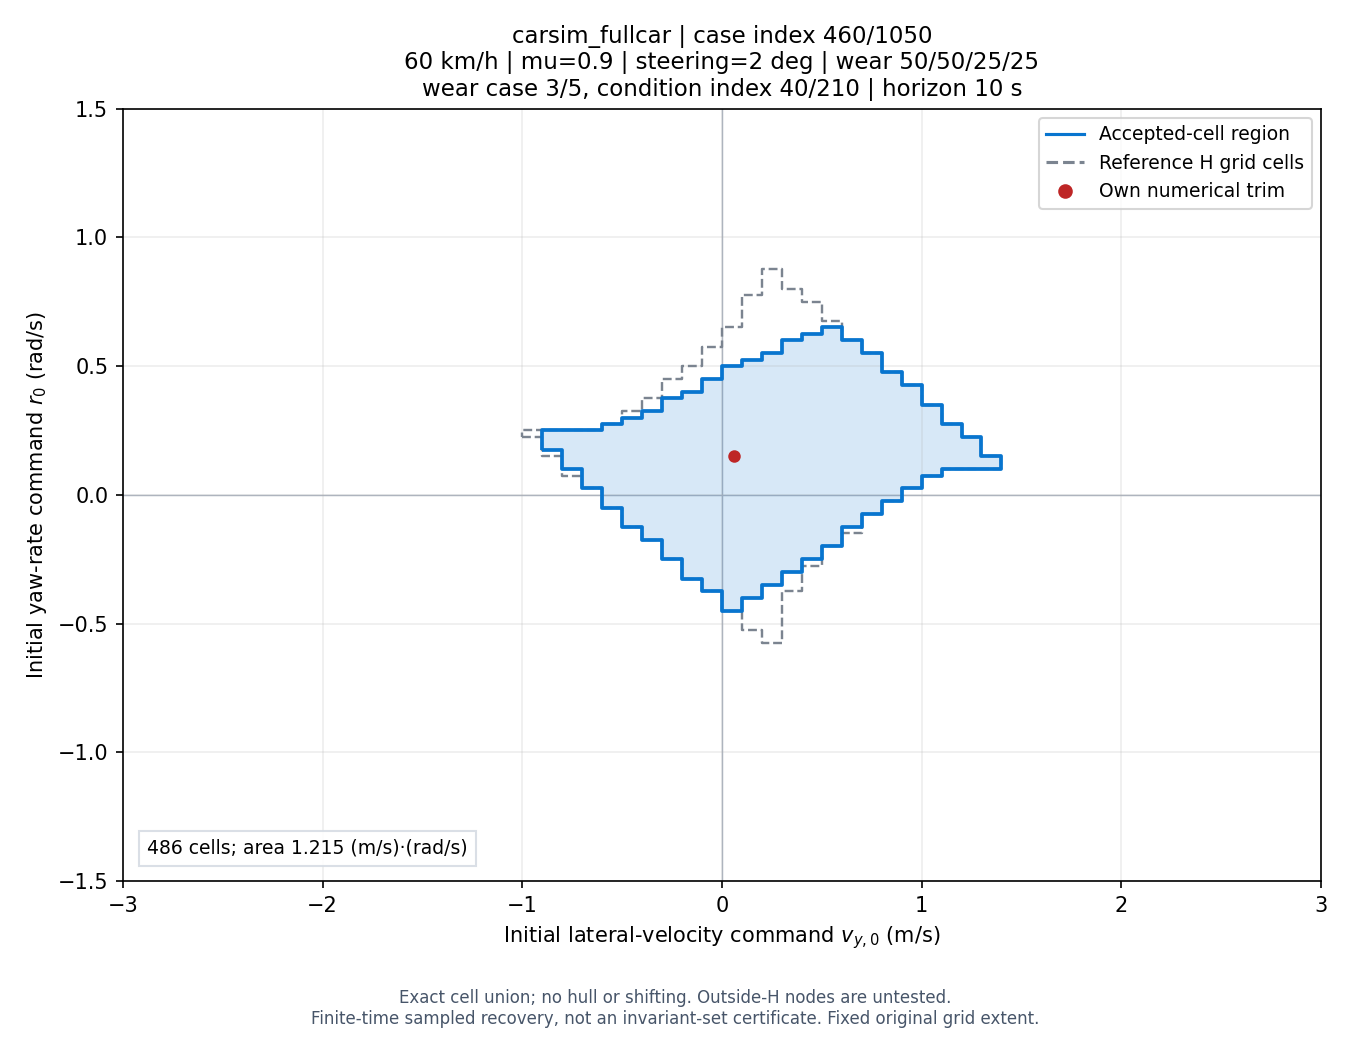 carsim_fullcar | case index 460/1050
60 km/h | mu=0.9 | steering=2 deg | wear 50/50/25/25
wear case 3/5, condition index 40/210 | horizon 10 s
Accepted-cell region
Reference H grid cells
Own numerical trim
1.5
1.0
0.5
0.0
−0.5
−1.0
−1.5
Initial yaw-rate command r₀ (rad/s)
486 cells; area 1.215 (m/s)·(rad/s)
−3
−2
−1
0
1
2
3
Initial lateral-velocity command v_{y,0} (m/s)
Exact cell union; no hull or shifting. Outside-H nodes are untested.
Finite-time sampled recovery, not an invariant-set certificate. Fixed original grid extent.